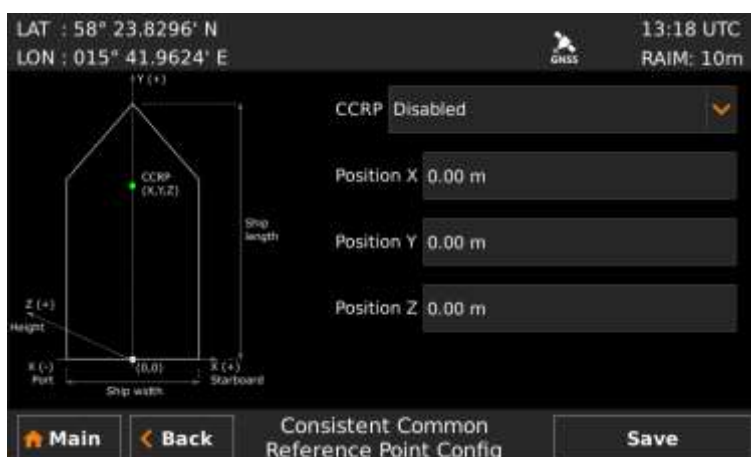 LAT : 58° 23.8296' N
LON : 015° 41.9624' E
GNSS
13:18 UTC
RAIM: 10m
Y (+)
CCRP
(X,Y,Z)
Ship
length
Z (+)
Height
X (-)
Port
(0,0)
X (+)
Starboard
Ship width
CCRP Disabled
Position X 0.00 m
Position Y 0.00 m
Position Z 0.00 m
Main
Back
Consistent Common
Reference Point Config
Save